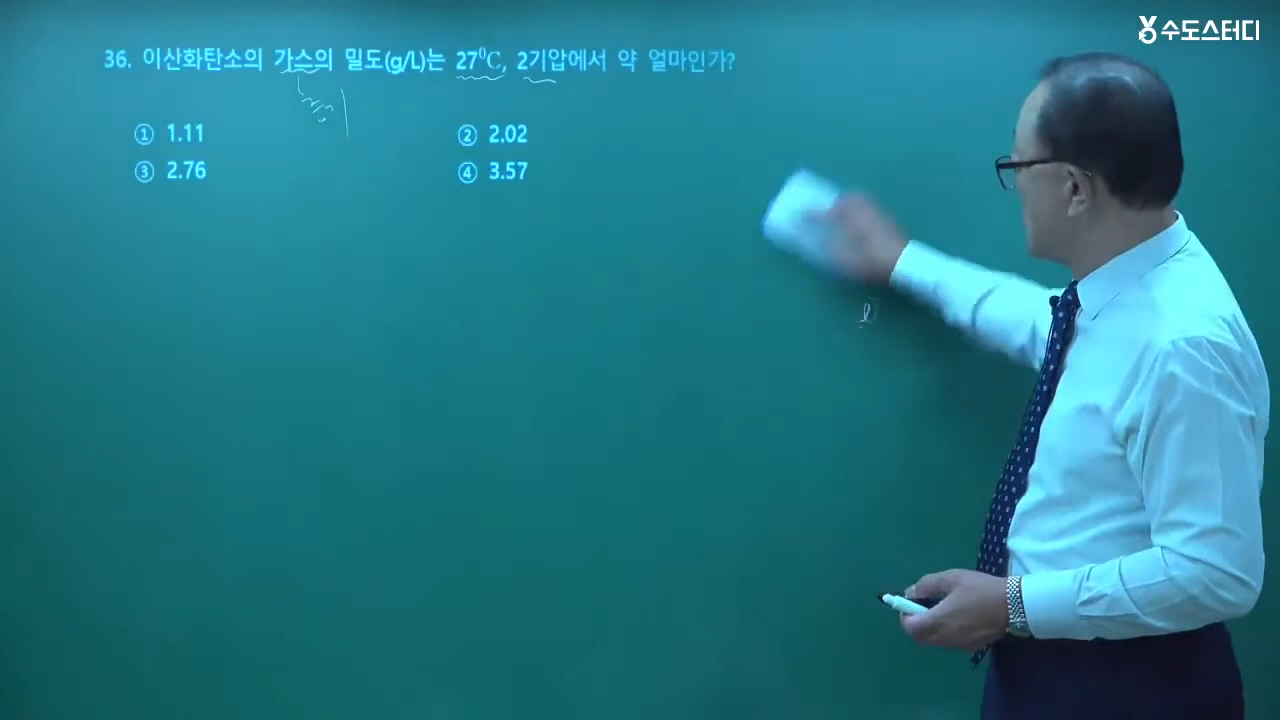 수도스터디
36. 이산화탄소의 가스의 밀도(g/L)는 27⁰C, 2기압에서 약 얼마인가?
① 1.11 ② 2.02
③ 2.76 ④ 3.57